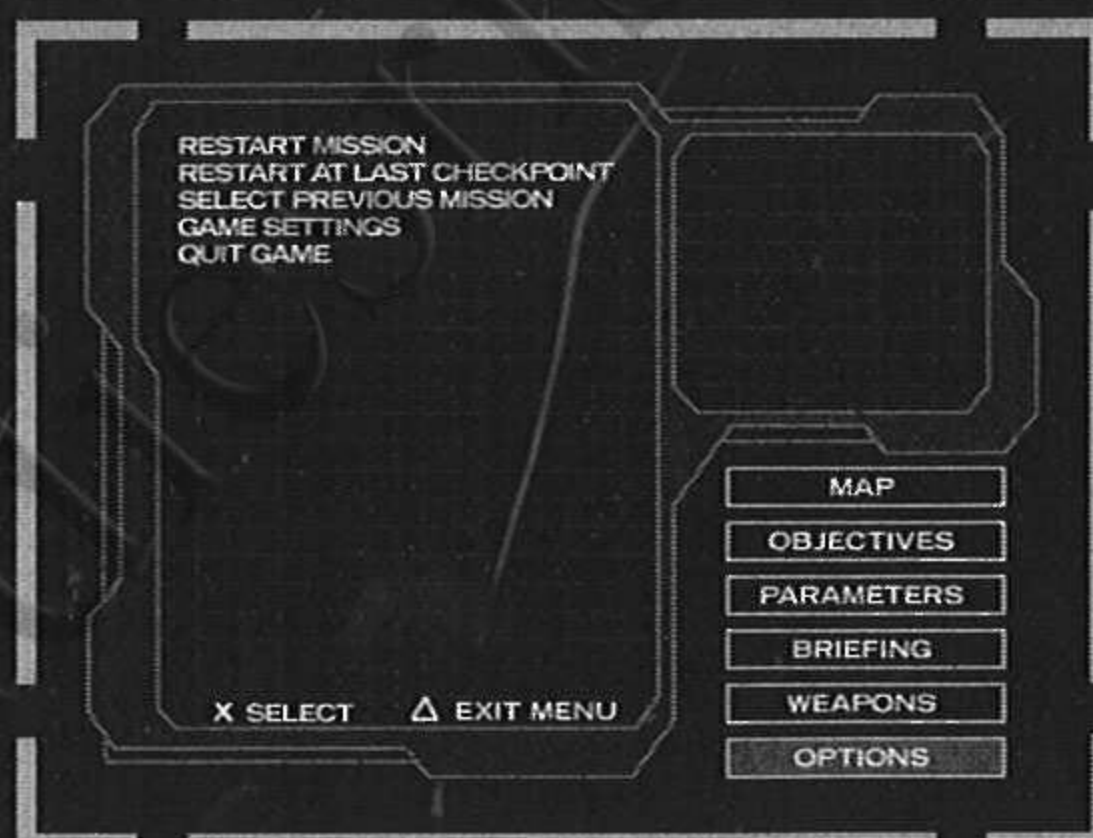 RESTART MISSION
RESTART AT LAST CHECKPOINT
SELECT PREVIOUS MISSION
GAME SETTINGS
QUIT GAME
X SELECT △ EXIT MENU
MAP
OBJECTIVES
PARAMETERS
BRIEFING
WEAPONS
OPTIONS